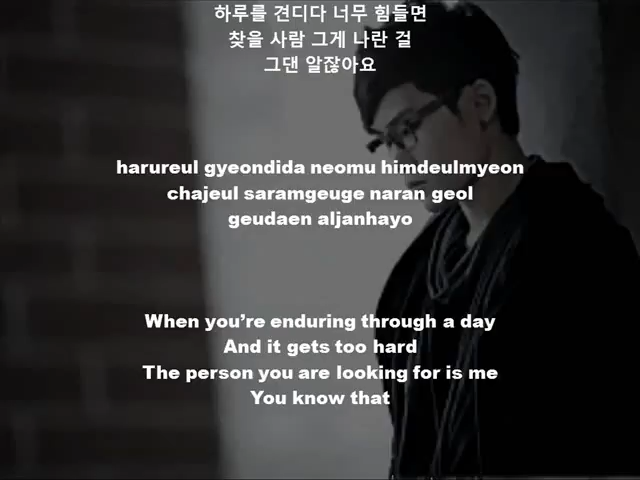 하루를 견디다 너무 힘들면
찾을 사람 그게 나란 걸
그댄 알잖아요
harureul gyeondida neomu himdeulmyeon
chajeul saramgeuge naran geol
geudaen aljanhayo
When you’re enduring through a day
And it gets too hard
The person you are looking for is me
You know that